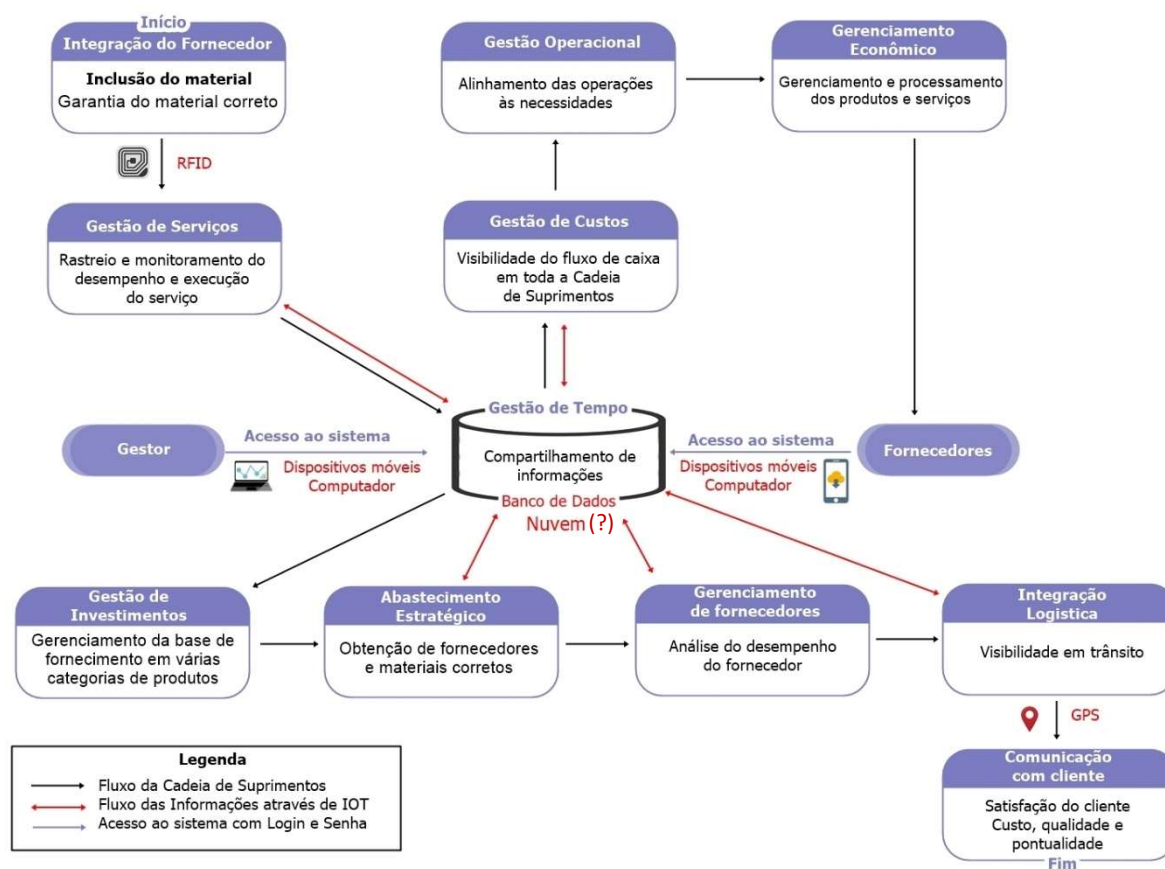 Início
Integração do Fornecedor
Inclusão do material
Garantia do material correto
RFID
Gestão de Serviços
Rastreio e monitoramento do
desempenho e execução
do serviço
Gestão Operacional
Alinhamento das operações
às necessidades
Gerenciamento
Econômico
Gerenciamento e processamento
dos produtos e serviços
Gestão de Custos
Visibilidade do fluxo de caixa
em toda a Cadeia
de Suprimentos
Gestor
Acesso ao sistema
Dispositivos móveis
Computador
Gestão de Tempo
Compartilhamento de
informações
Banco de Dados
Nuvem (?)
Acesso ao sistema
Dispositivos móveis
Computador
Fornecedores
Gestão de
Investimentos
Gerenciamento da base de
fornecimento em várias
categorias de produtos
Abastecimento
Estratégico
Obtenção de fornecedores
e materiais corretos
Gerenciamento
de fornecedores
Análise do desempenho
do fornecedor
Integração
Logistica
Visibilidade em trânsito
GPS
Comunicação
com cliente
Satisfação do cliente
Custo, qualidade e
pontualidade
Fim
Legenda
Fluxo da Cadeia de Suprimentos
Fluxo das Informações através de IOT
Acesso ao sistema com Login e Senha